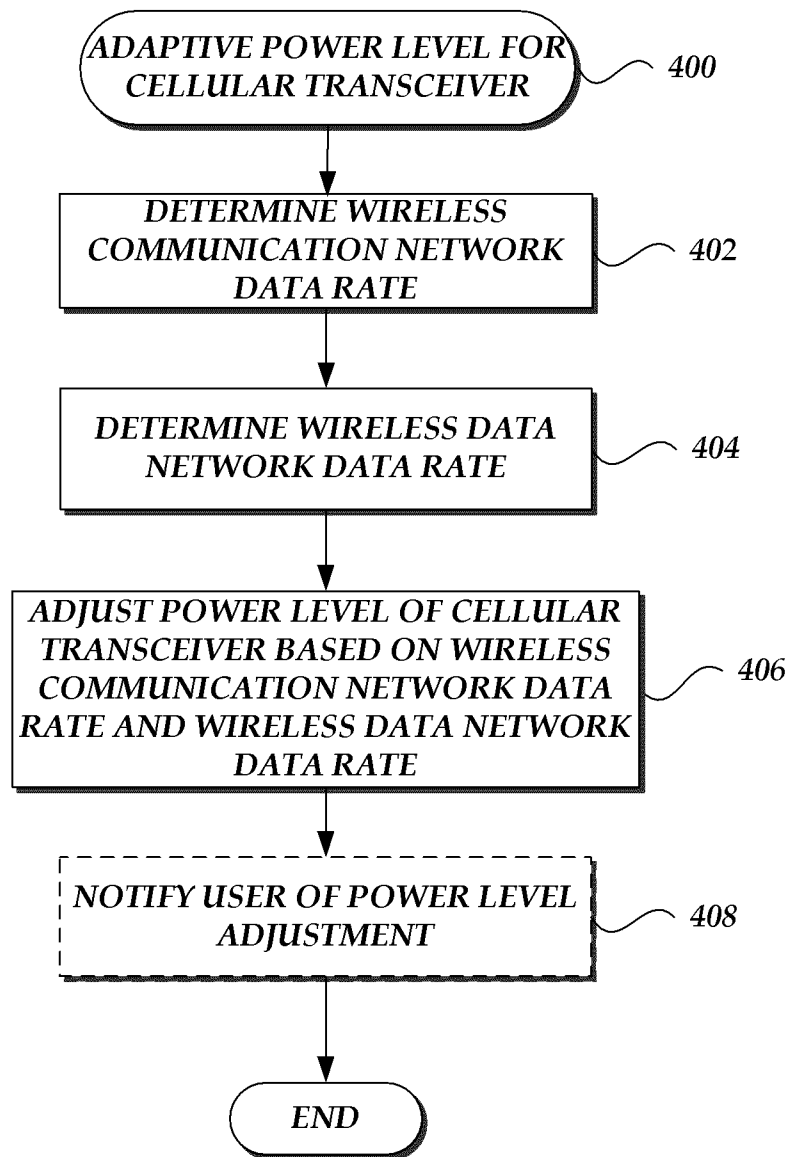 ADAPTIVE POWER LEVEL FOR
CELLULAR TRANSCEIVER
400
DETERMINE WIRELESS
COMMUNICATION NETWORK
DATA RATE
402
DETERMINE WIRELESS DATA
NETWORK DATA RATE
404
ADJUST POWER LEVEL OF CELLULAR
TRANSCEIVER BASED ON WIRELESS
COMMUNICATION NETWORK DATA
RATE AND WIRELESS DATA NETWORK
DATA RATE
406
NOTIFY USER OF POWER LEVEL
ADJUSTMENT
408
END